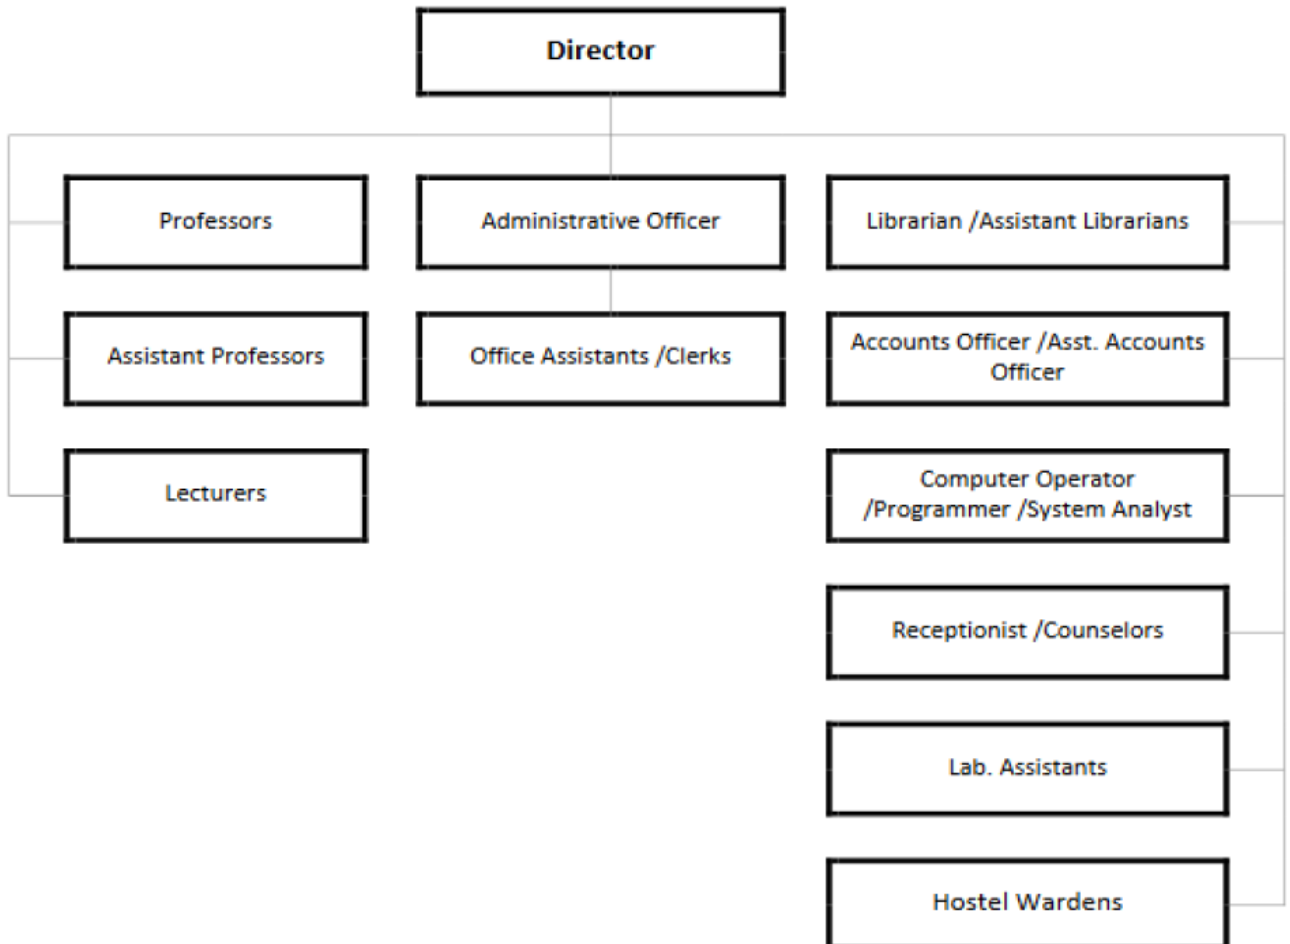 Director
Professors
Administrative Officer
Librarian /Assistant Librarians
Assistant Professors
Office Assistants /Clerks
Accounts Officer /Asst. Accounts
Officer
Lecturers
Computer Operator
/Programmer /System Analyst
Receptionist /Counselors
Lab. Assistants
Hostel Wardens